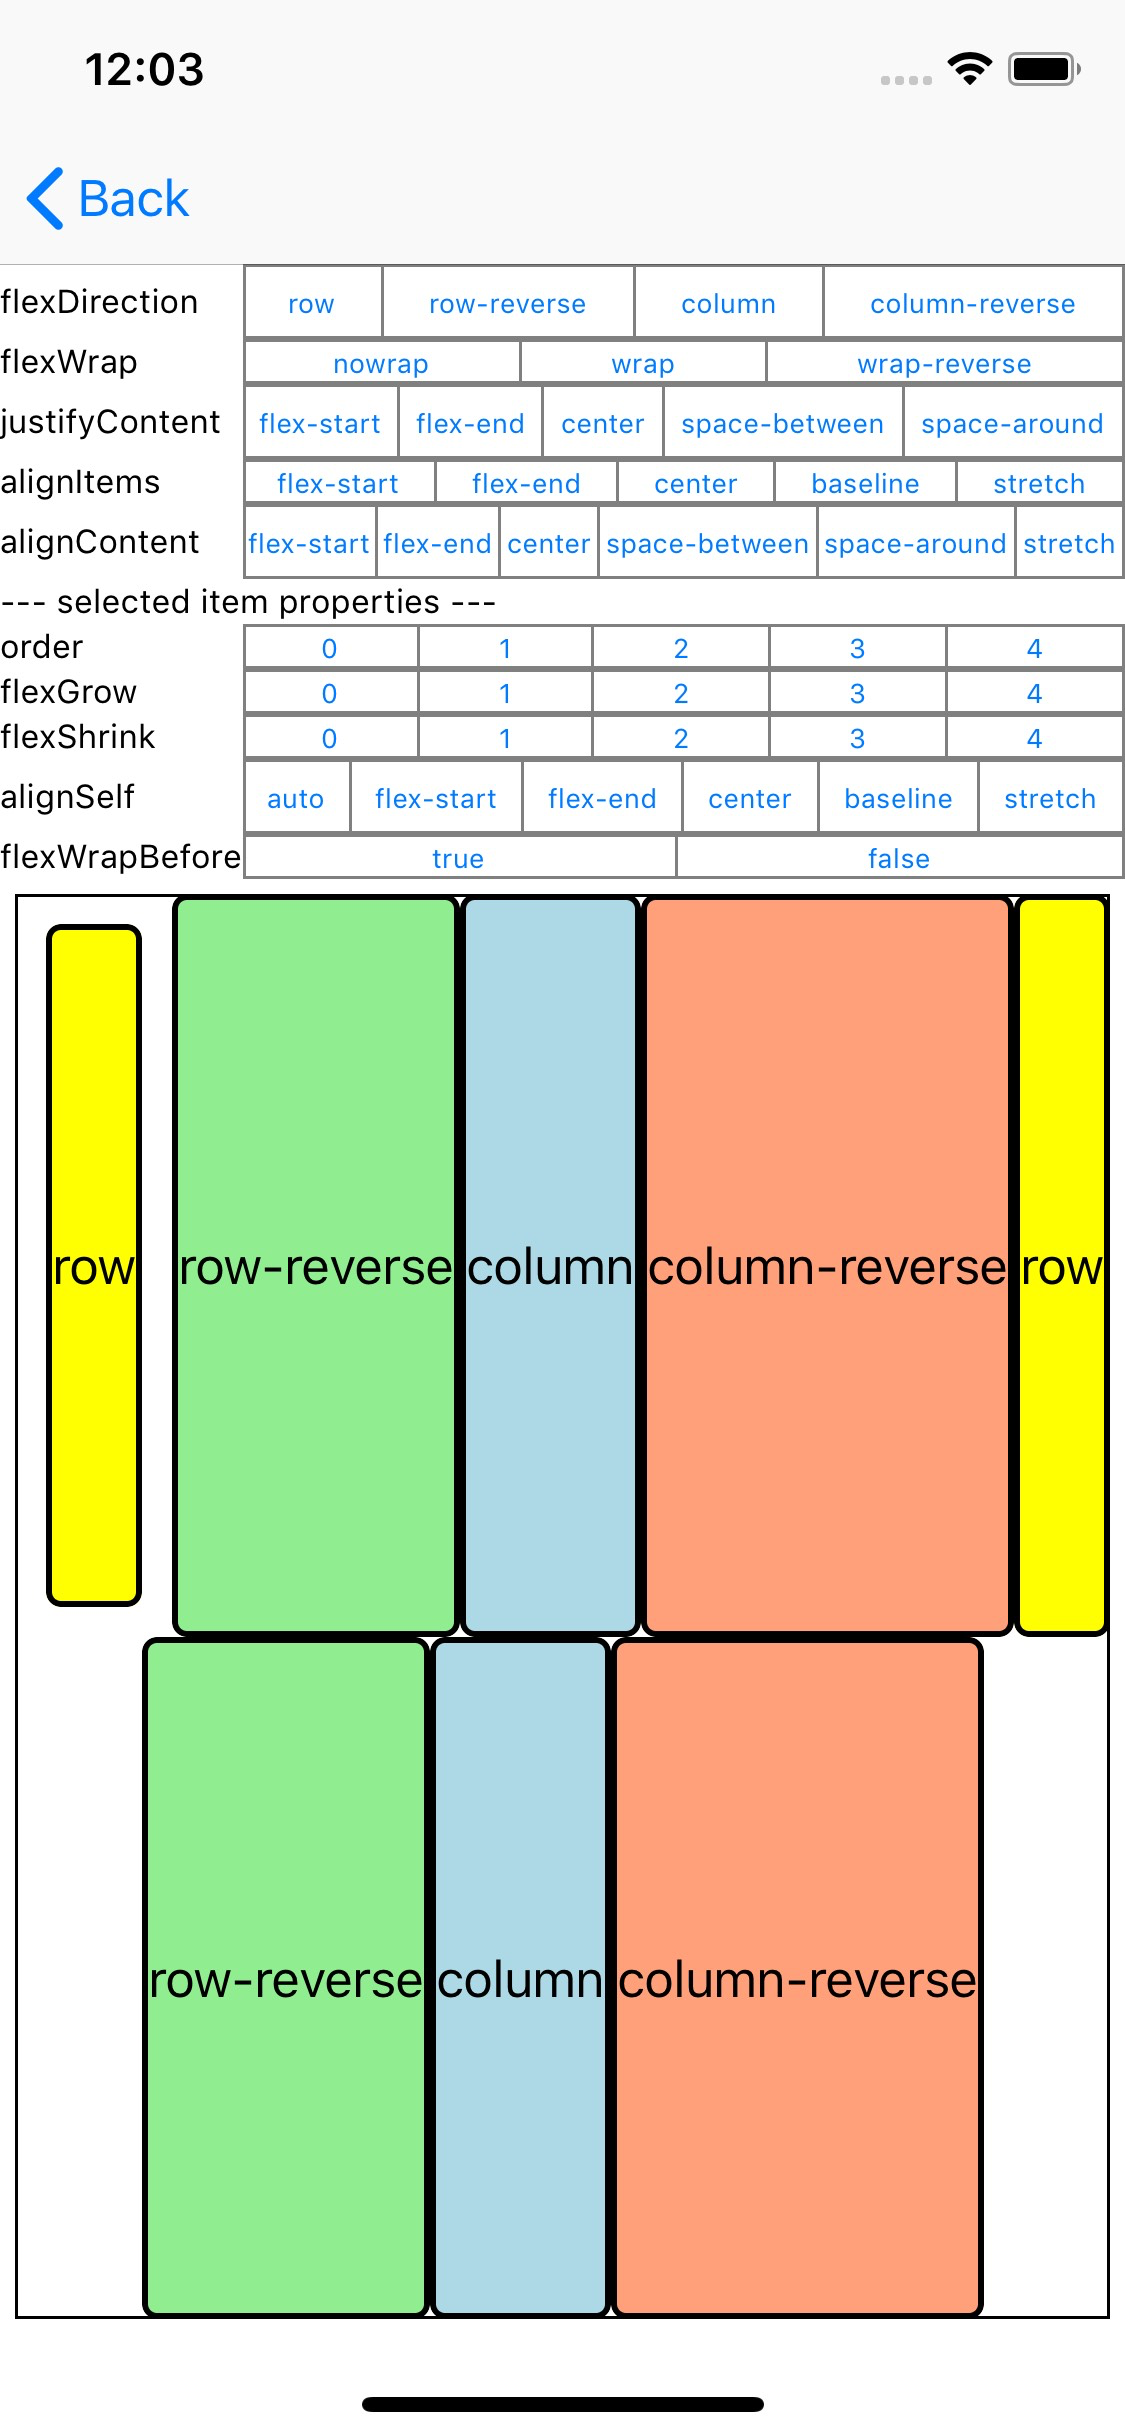 12:03
Back
flexDirection row row-reverse column column-reverse
flexWrap nowrap wrap wrap-reverse
justifyContent flex-start flex-end center space-between space-around
alignItems flex-start flex-end center baseline stretch
alignContent flex-start flex-end center space-between space-around stretch
--- selected item properties ---
order 0 1 2 3 4
flexGrow 0 1 2 3 4
flexShrink 0 1 2 3 4
alignSelf auto flex-start flex-end center baseline stretch
flexWrapBefore true false
row row-reverse column column-reverse row
row-reverse column column-reverse